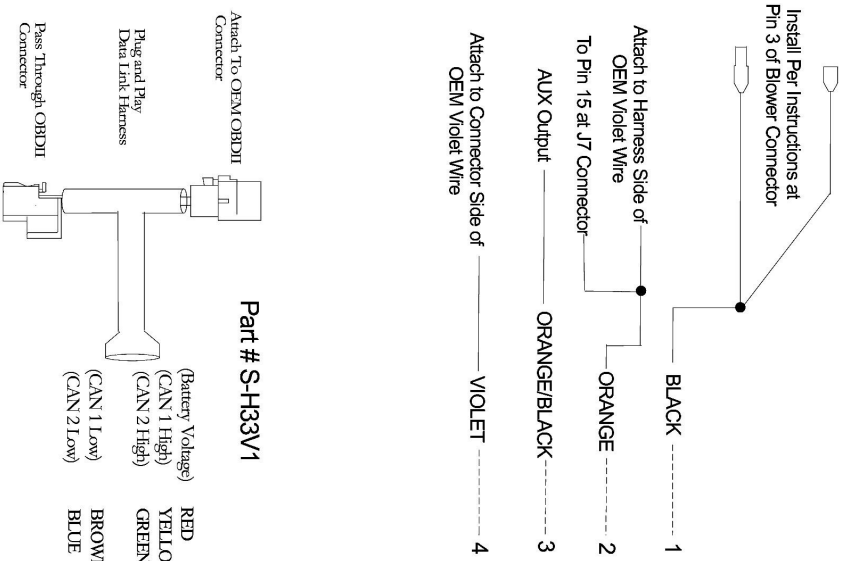 Install Per Instructions at
Pin 3 of Blower Connector
BLACK 1
Attach to Harness Side of
OEM Violet Wire
To Pin 15 at J7 Connector
ORANGE 2
AUX Output
ORANGE/BLACK 3
Attach to Connector Side of
OEM Violet Wire
VIOLET 4
Part # S-H33V1
Attach To OEM OBDII
Connector
Plug and Play
Data Link Harness
Pass Through OBDII
Connector
(Battery Voltage) RED
(CAN 1 High) YELLO
(CAN 2 High) GREEN
(CAN 1 Low) BROW
(CAN 2 Low) BLUE